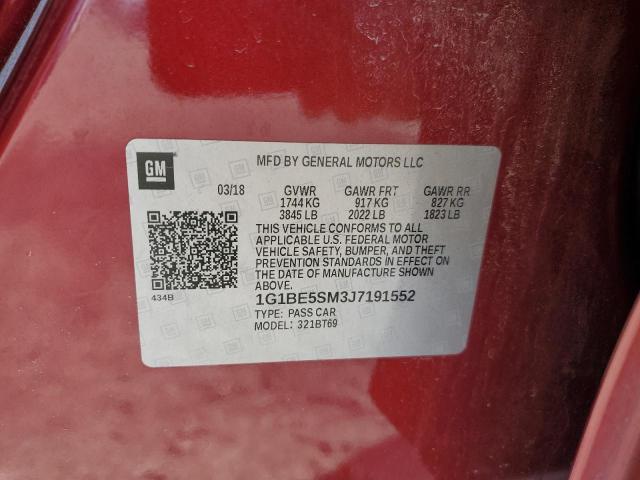 GM
MFD BY GENERAL MOTORS LLC
03/18 GVWR GAWR FRT GAWR RR
1744 KG 917 KG 827 KG
3845 LB 2022 LB 1823 LB
THIS VEHICLE CONFORMS TO ALL
APPLICABLE U.S. FEDERAL MOTOR
VEHICLE SAFETY, BUMPER, AND THEFT
PREVENTION STANDARDS IN EFFECT ON
THE DATE OF MANUFACTURE SHOWN
ABOVE.
434B
1G1BE5SM3J7191552
TYPE: PASS CAR
MODEL: 321BT69